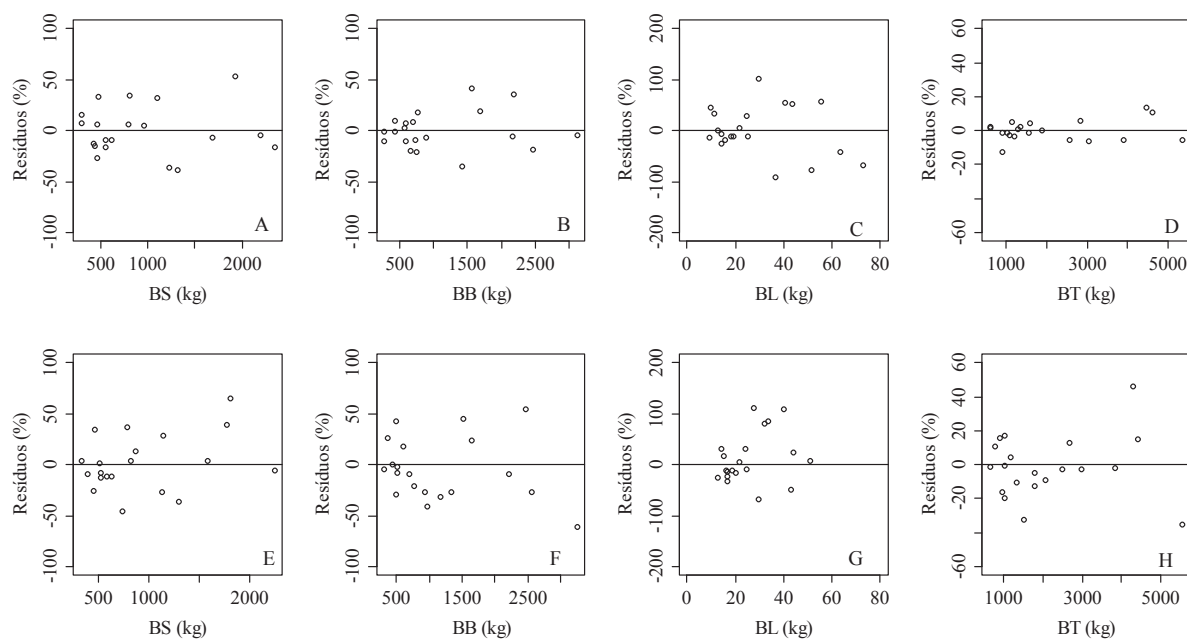 Resíduos (%)
100
50
0
-50
-100
500
1000
2000
BS (kg)
A
Resíduos (%)
100
50
0
-50
-100
500
1500
2500
BB (kg)
B
Resíduos (%)
200
100
0
-100
-200
0
20
40
60
80
BL (kg)
C
Resíduos (%)
60
40
20
0
-20
-60
1000
3000
5000
BT (kg)
D
Resíduos (%)
100
50
0
-50
-100
500
1000
2000
BS (kg)
E
Resíduos (%)
100
50
0
-50
-100
500
1500
2500
BB (kg)
F
Resíduos (%)
200
100
0
-100
-200
0
20
40
60
80
BL (kg)
G
Resíduos (%)
60
40
20
0
-20
-60
1000
3000
5000
BT (kg)
H